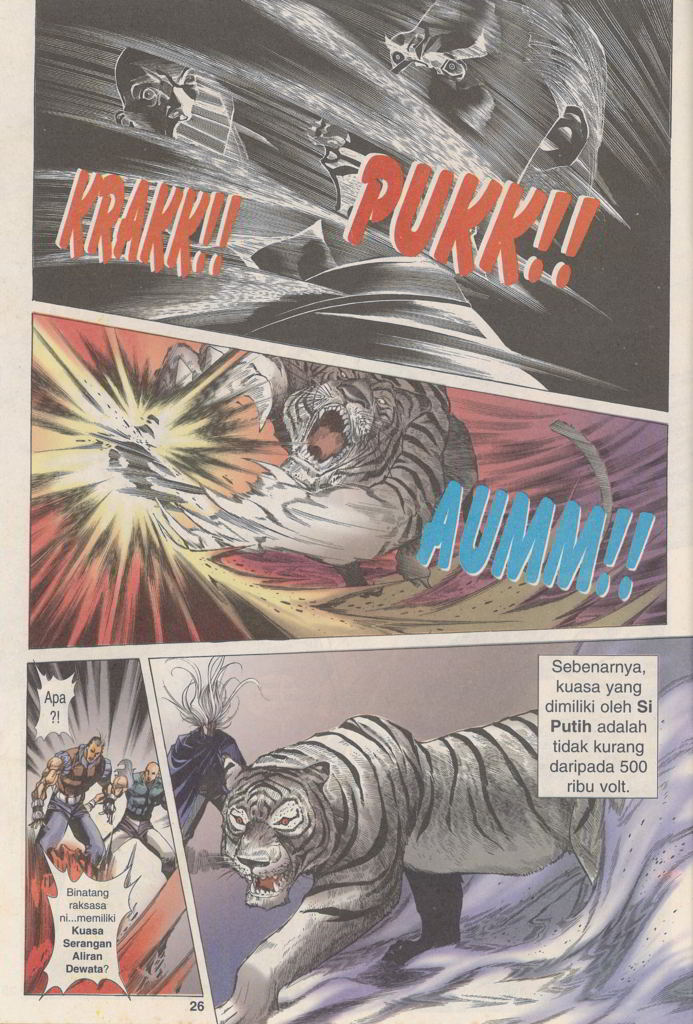 KRAKK!!
PUKK!!
AUMM!!
Apa
?!
Binatang
raksasa
ni...memiliki
Kuasa
Serangan
Aliran
Dewata?
Sebenarnya,
kuasa yang
dimiliki oleh Si
Putih adalah
tidak kurang
daripada 500
ribu volt.
26